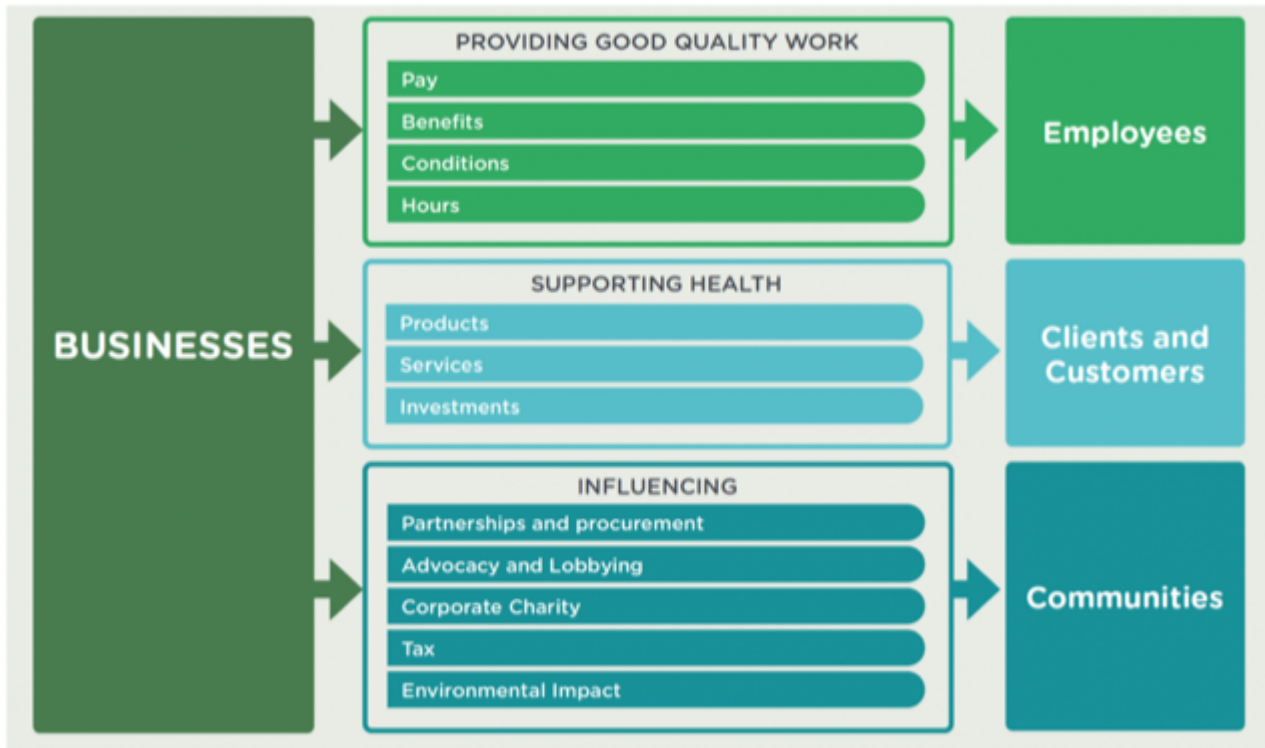 BUSINESSES
PROVIDING GOOD QUALITY WORK
Pay
Benefits
Conditions
Hours
Employees
SUPPORTING HEALTH
Products
Services
Investments
Clients and
Customers
INFLUENCING
Partnerships and procurement
Advocacy and Lobbying
Corporate Charity
Tax
Environmental Impact
Communities